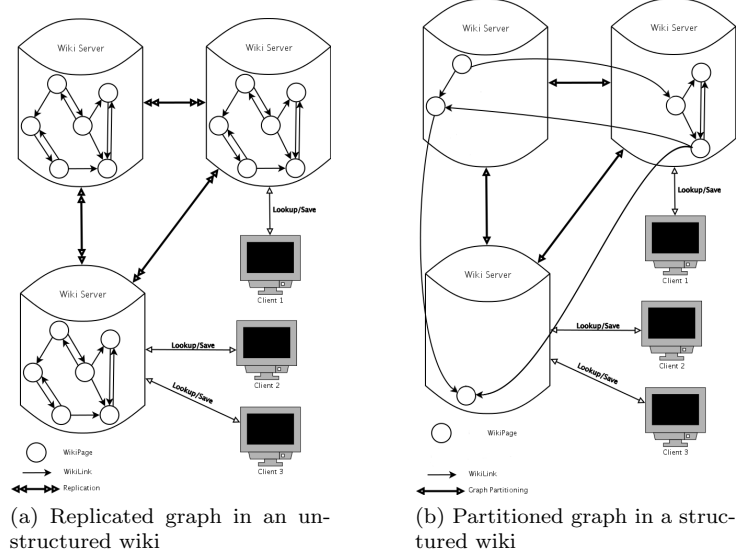 Wiki Server
Wiki Server
Lookup/Save
Client 1
Wiki Server
Lookup/Save
Client 2
Lookup/Save
Client 3
WikiPage
WikiLink
Replication
(a) Replicated graph in an un-
structured wiki
Wiki Server
Wiki Server
Lookup/Save
Client 1
Wiki Server
Lookup/Save
Client 2
Lookup/Save
Client 3
WikiPage
WikiLink
Graph Partitioning
(b) Partitioned graph in a struc-
tured wiki